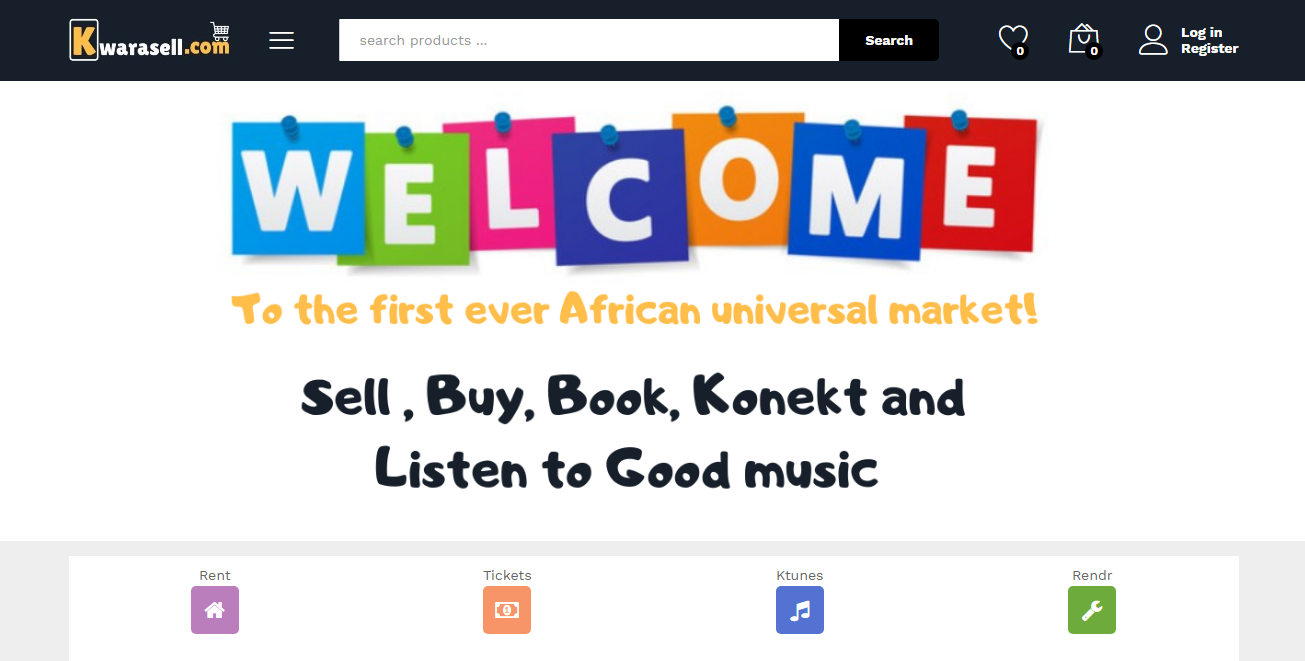 Kwarasell.com
search products ...
Search
0
0
Log in
Register
WELCOME
To the first ever African universal market!
Sell , Buy, Book, Konekt and
Listen to Good music
Rent
Tickets
Ktunes
Rendr